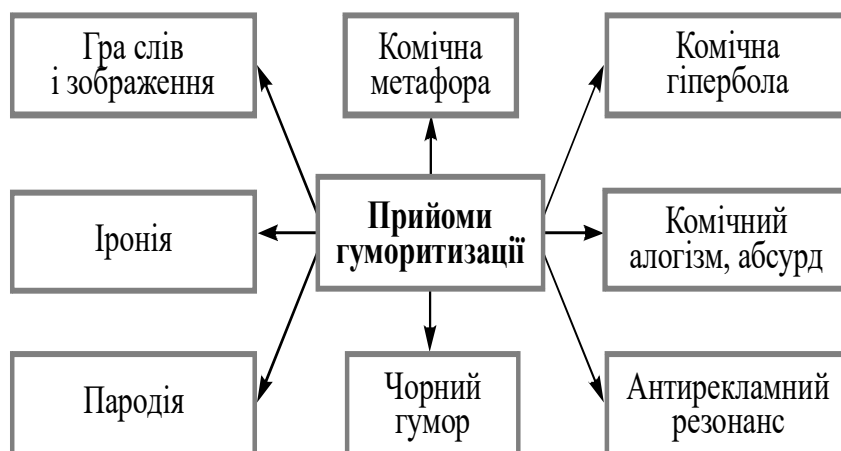 Гра слів
і зображення
Комічна
метафора
Комічна
гіпербола
Іронія
Прийоми
гуморитизації
Комічний
алогізм, абсурд
Пародія
Чорний
гумор
Антирекламний
резонанс